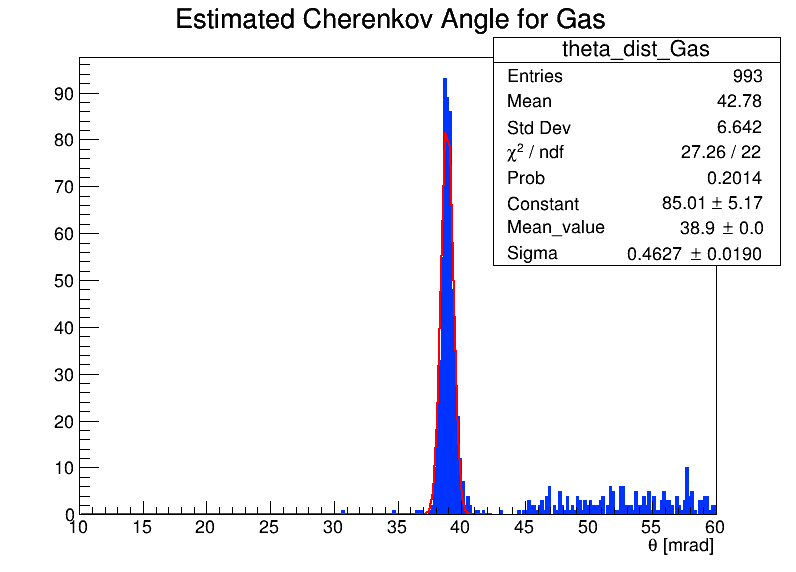 Estimated Cherenkov Angle for Gas
theta_dist_Gas
Entries 993
Mean 42.78
Std Dev 6.642
χ² / ndf 27.26 / 22
Prob 0.2014
Constant 85.01 ± 5.17
Mean_value 38.9 ± 0.0
Sigma 0.4627 ± 0.0190
90
80
70
60
50
40
30
20
10
0
10 15 20 25 30 35 40 45 50 55 60
θ [mrad]